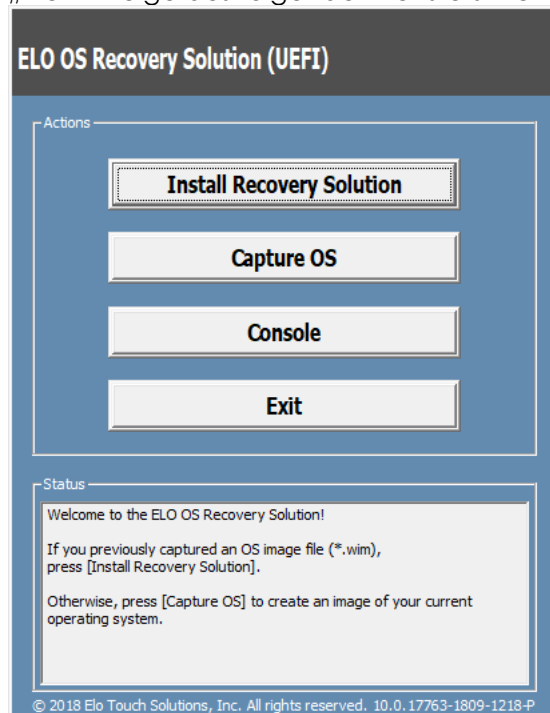 ELO OS Recovery Solution (UEFI)
Actions
Install Recovery Solution
Capture OS
Console
Exit
Status
Welcome to the ELO OS Recovery Solution!
If you previously captured an OS image file (*.wim),
press [Install Recovery Solution].
Otherwise, press [Capture OS] to create an image of your current
operating system.
© 2018 Elo Touch Solutions, Inc. All rights reserved. 10.0.17763-1809-1218-P